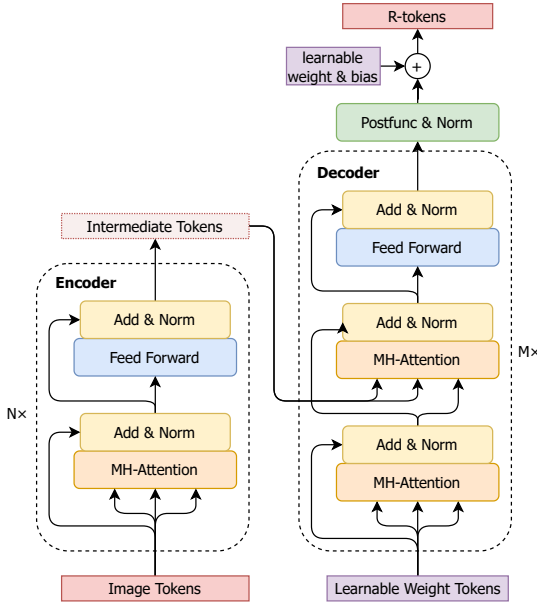 R-tokens
learnable
weight & bias
+
Postfunc & Norm
Decoder
Add & Norm
Feed Forward
Add & Norm
MH-Attention
M×
Add & Norm
MH-Attention
Learnable Weight Tokens
Intermediate Tokens
Encoder
Add & Norm
Feed Forward
N×
Add & Norm
MH-Attention
Image Tokens